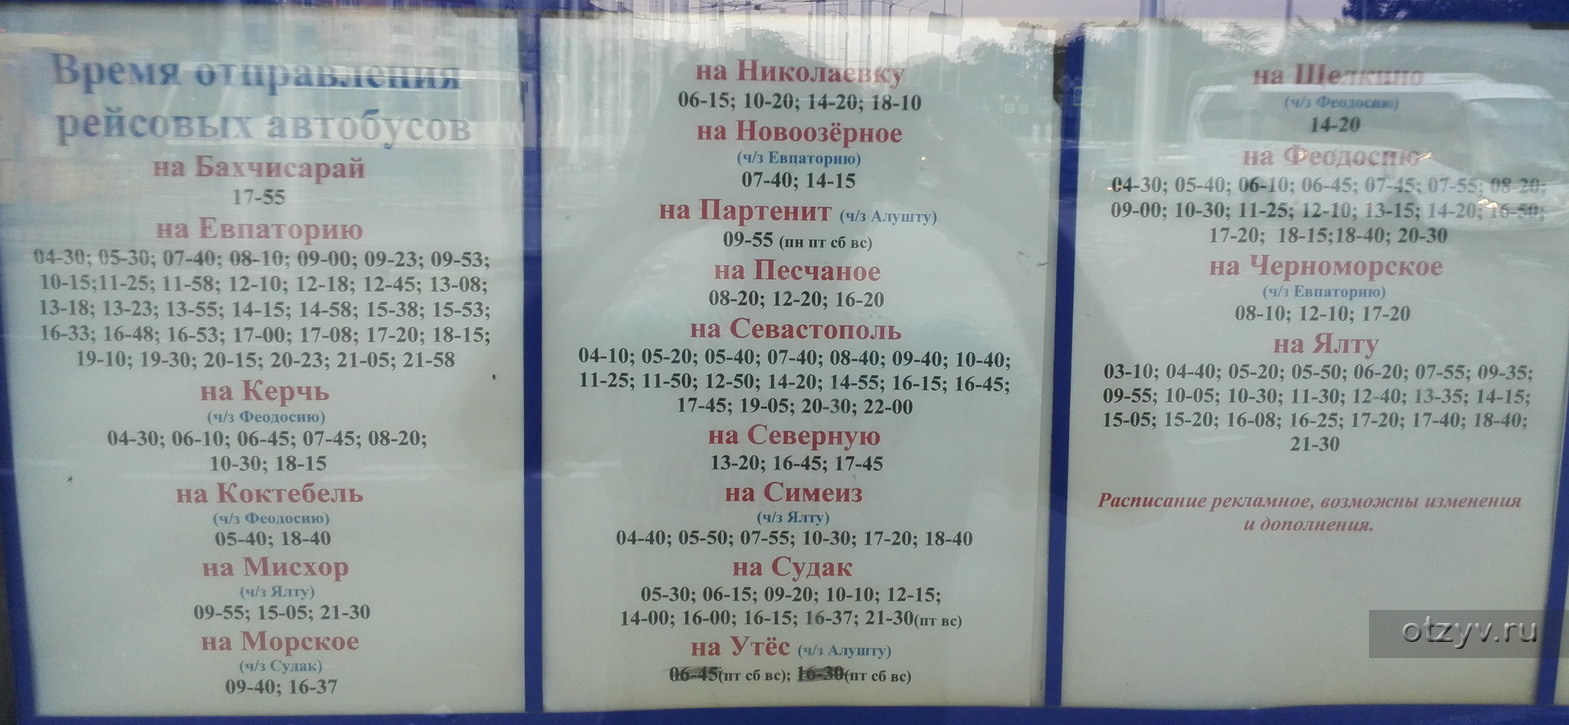 Время отправления
рейсовых автобусов
на Бахчисарай
17-55
на Евпаторию
04-30; 05-30; 07-40; 08-10; 09-00; 09-23; 09-53;
10-15;11-25; 11-58; 12-10; 12-18; 12-45; 13-08;
13-18; 13-23; 13-55; 14-15; 14-58; 15-38; 15-53;
16-33; 16-48; 16-53; 17-00; 17-08; 17-20; 18-15;
19-10; 19-30; 20-15; 20-23; 21-05; 21-58
на Керчь
(ч/з Феодосию)
04-30; 06-10; 06-45; 07-45; 08-20;
10-30; 18-15
на Коктебель
(ч/з Феодосию)
05-40; 18-40
на Мисхор
(ч/з Ялту)
09-55; 15-05; 21-30
на Морское
(ч/з Судак)
09-40; 16-37
на Николаевку
06-15; 10-20; 14-20; 18-10
на Новоозёрное
(ч/з Евпаторию)
07-40; 14-15
на Партенит (ч/з Алушту)
09-55 (пн пт сб вс)
на Песчаное
08-20; 12-20; 16-20
на Севастополь
04-10; 05-20; 05-40; 07-40; 08-40; 09-40; 10-40;
11-25; 11-50; 12-50; 14-20; 14-55; 16-15; 16-45;
17-45; 19-05; 20-30; 22-00
на Северную
13-20; 16-45; 17-45
на Симеиз
(ч/з Ялту)
04-40; 05-50; 07-55; 10-30; 17-20; 18-40
на Судак
05-30; 06-15; 09-20; 10-10; 12-15;
14-00; 16-00; 16-15; 16-37; 21-30(пт вс)
на Утёс (ч/з Алушту)
06-45(пт сб вс); 16-30(пт сб вс)
на Щелкино
(ч/з Феодосию)
14-20
на Феодосию
04-30; 05-40; 06-10; 06-45; 07-45; 07-55; 08-20;
09-00; 10-30; 11-25; 12-10; 13-15; 14-20; 16-50;
17-20; 18-15;18-40; 20-30
на Черноморское
(ч/з Евпаторию)
08-10; 12-10; 17-20
на Ялту
03-10; 04-40; 05-20; 05-50; 06-20; 07-55; 09-35;
09-55; 10-05; 10-30; 11-30; 12-40; 13-35; 14-15;
15-05; 15-20; 16-08; 16-25; 17-20; 17-40; 18-40;
21-30
Расписание рекламное, возможны изменения
и дополнения.
otzyv.ru